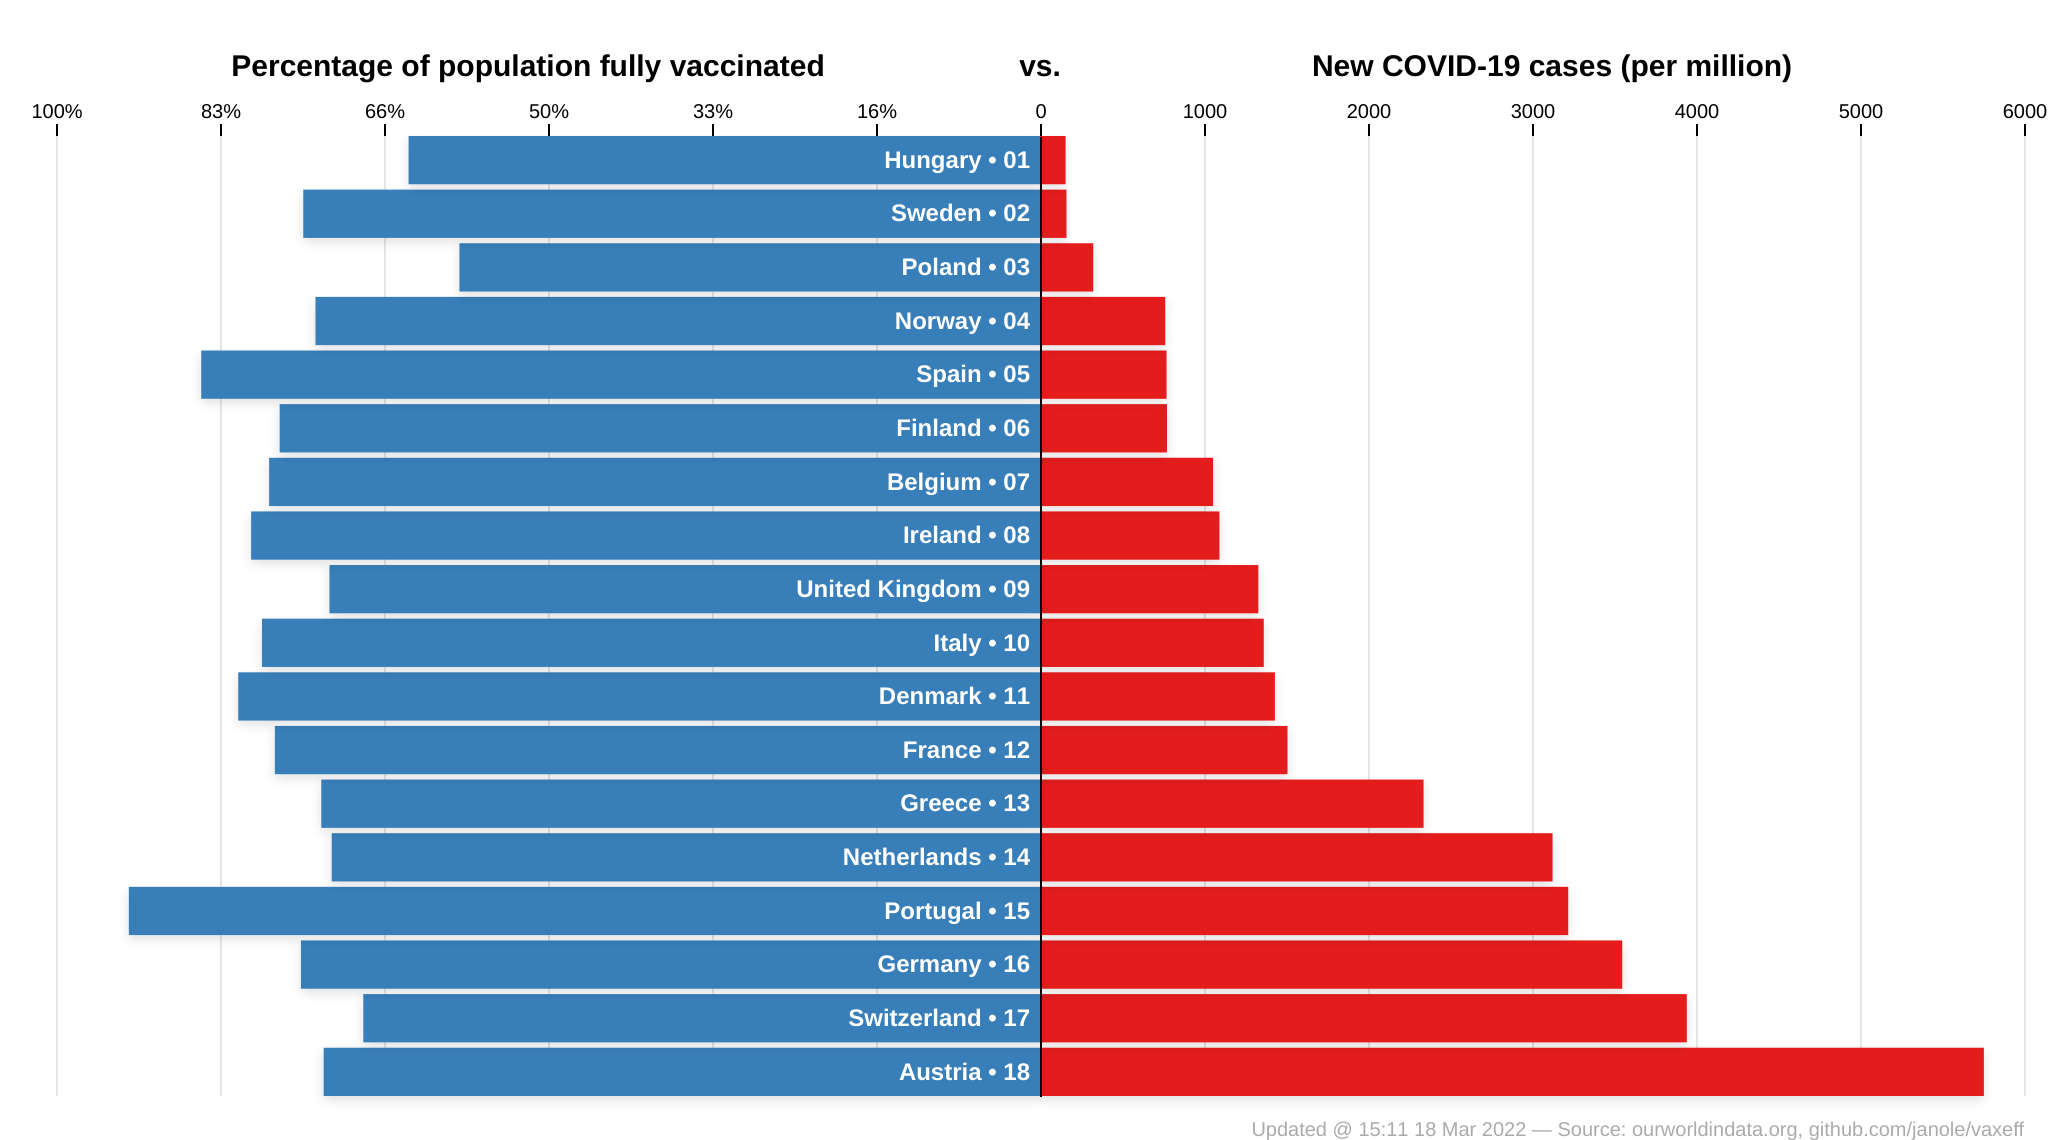 Percentage of population fully vaccinated vs. New COVID-19 cases (per million)
100% 83% 66% 50% 33% 16% 0 1000 2000 3000 4000 5000 6000
Hungary • 01
Sweden • 02
Poland • 03
Norway • 04
Spain • 05
Finland • 06
Belgium • 07
Ireland • 08
United Kingdom • 09
Italy • 10
Denmark • 11
France • 12
Greece • 13
Netherlands • 14
Portugal • 15
Germany • 16
Switzerland • 17
Austria • 18
Updated @ 15:11 18 Mar 2022 — Source: ourworldindata.org, github.com/janole/vaxeff